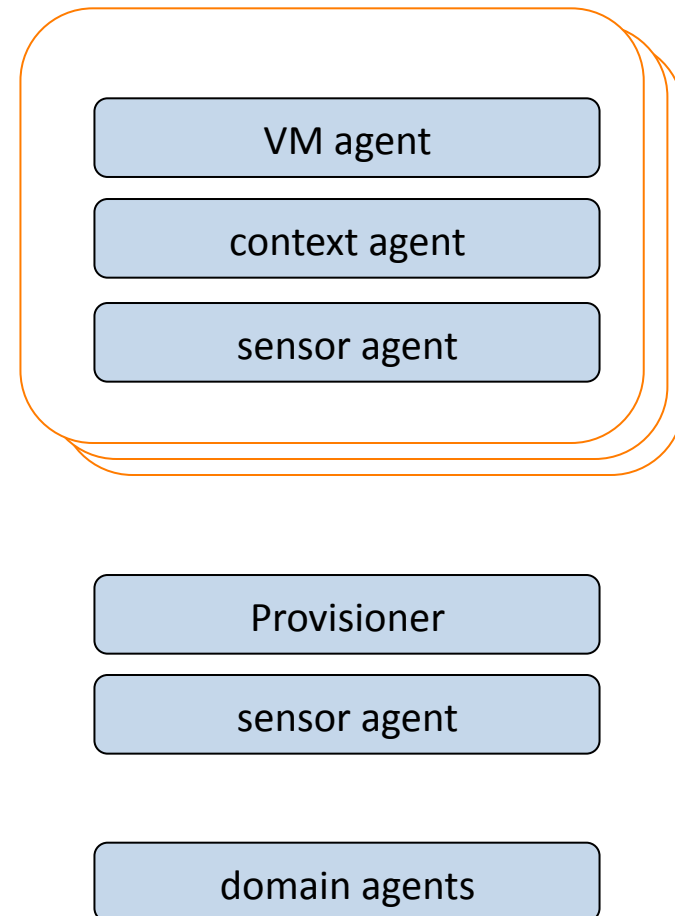 VM agent
context agent
sensor agent
Provisioner
sensor agent
domain agents